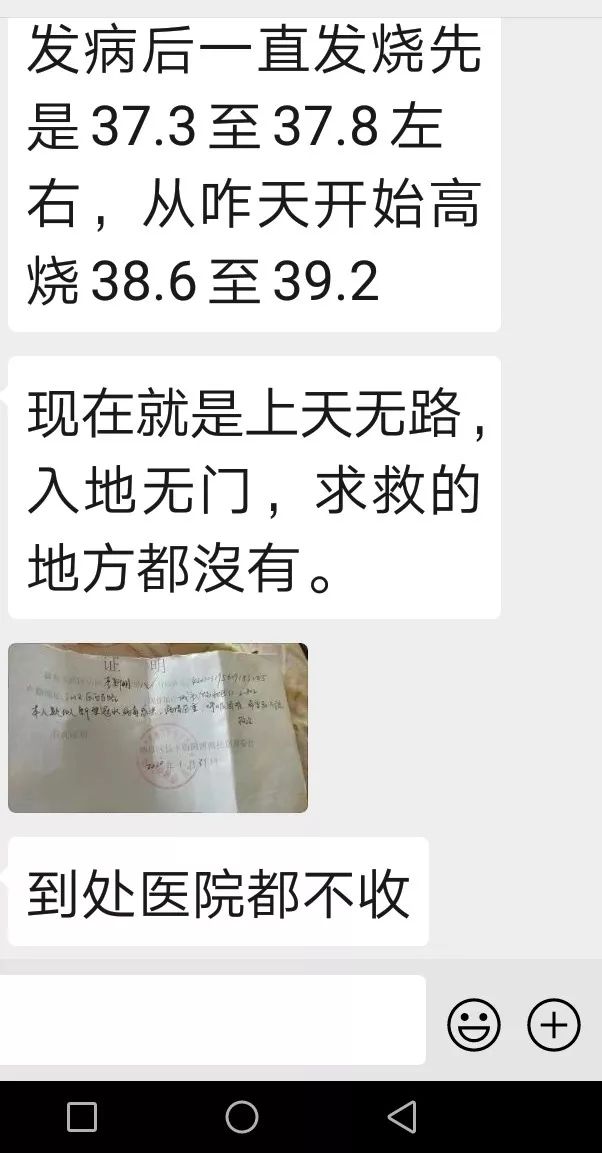 发病后一直发烧先
是37.3至37.8左
右，从咋天开始高
烧38.6至39.2
现在就是上天无路，
入地无门，求救的
地方都沒有。
证 明
到处医院都不收